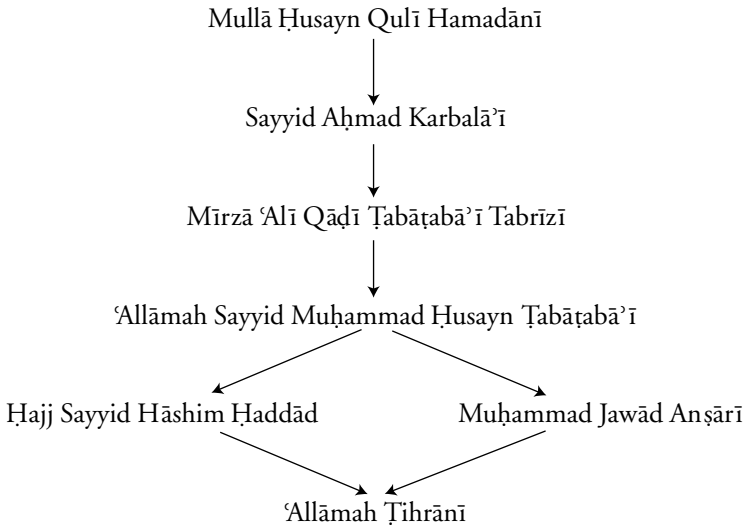 Mullā Ḥusayn Qulī Hamadānī
Sayyid Aḥmad Karbalāʾī
Mīrzā ʿAlī Qāḍī Ṭabāṭabāʾī Tabrīzī
ʿAllāmah Sayyid Muḥammad Ḥusayn Ṭabāṭabāʾī
Ḥajj Sayyid Hāshim Ḥaddād
Muḥammad Jawād Anṣārī
ʿAllāmah Ṭihrānī